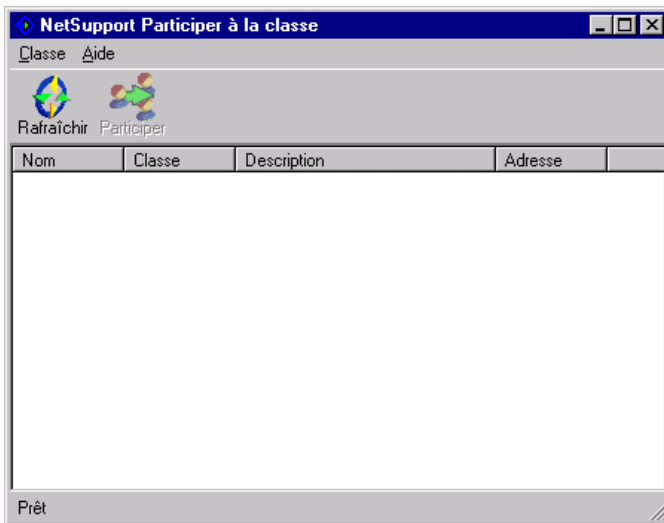 NetSupport Participer à la classe
Classe Aide
Rafraîchir Participer
Nom Classe Description Adresse
Prêt